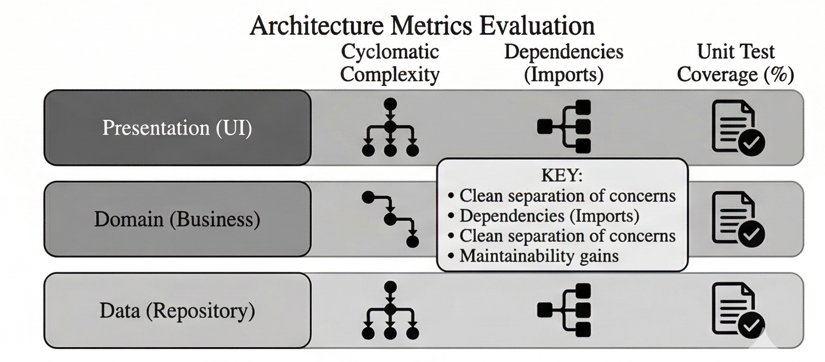 Architecture Metrics Evaluation
Cyclomatic
Complexity
Dependencies
(Imports)
Unit Test
Coverage (%)
Presentation (UI)
Domain (Business)
KEY:
• Clean separation of concerns
• Dependencies (Imports)
• Clean separation of concerns
• Maintainability gains
Data (Repository)